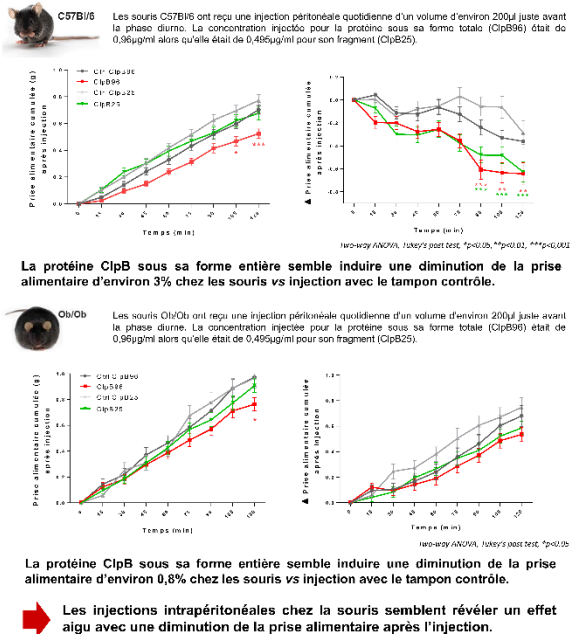 C57Bl/6
Les souris C57Bl/6 ont reçu une injection péritonéale quotidienne d'un volume d'environ 200µl juste avant
la phase diurne. La concentration injectée pour la protéine sous sa forme totale (ClpB96) était de
0,96µg/ml alors qu'elle était de 0,495µg/ml pour son fragment (ClpB25).
Prise alimentaire cumulée (g)
après injection
ClpB96
ClpB25
Temps (min)
Prise alimentaire cumulée
après injection
Temps (min)
Two-way ANOVA, Tukey's post test, *p<0.05, **p<0.01, ***p<0,001
La protéine ClpB sous sa forme entière semble induire une diminution de la prise
alimentaire d'environ 3% chez les souris vs injection avec le tampon contrôle.
Ob/Ob
Les souris Ob/Ob ont reçu une injection péritonéale quotidienne d'un volume d'environ 200µl juste avant
la phase diurne. La concentration injectée pour la protéine sous sa forme totale (ClpB96) était de
0,96µg/ml alors qu'elle était de 0,495µg/ml pour son fragment (ClpB25).
Prise alimentaire cumulée (g)
après injection
Ctrl ClpB96
ClpB96
Ctrl ClpB25
ClpB25
Temps (min)
Prise alimentaire cumulée
après injection
Temps (min)
Two-way ANOVA, Tukey's post test, *p<0.05
La protéine ClpB sous sa forme entière semble induire une diminution de la prise
alimentaire d'environ 0,8% chez les souris vs injection avec le tampon contrôle.
Les injections intrapéritonéales chez la souris semblent révéler un effet
aigu avec une diminution de la prise alimentaire après l'injection.